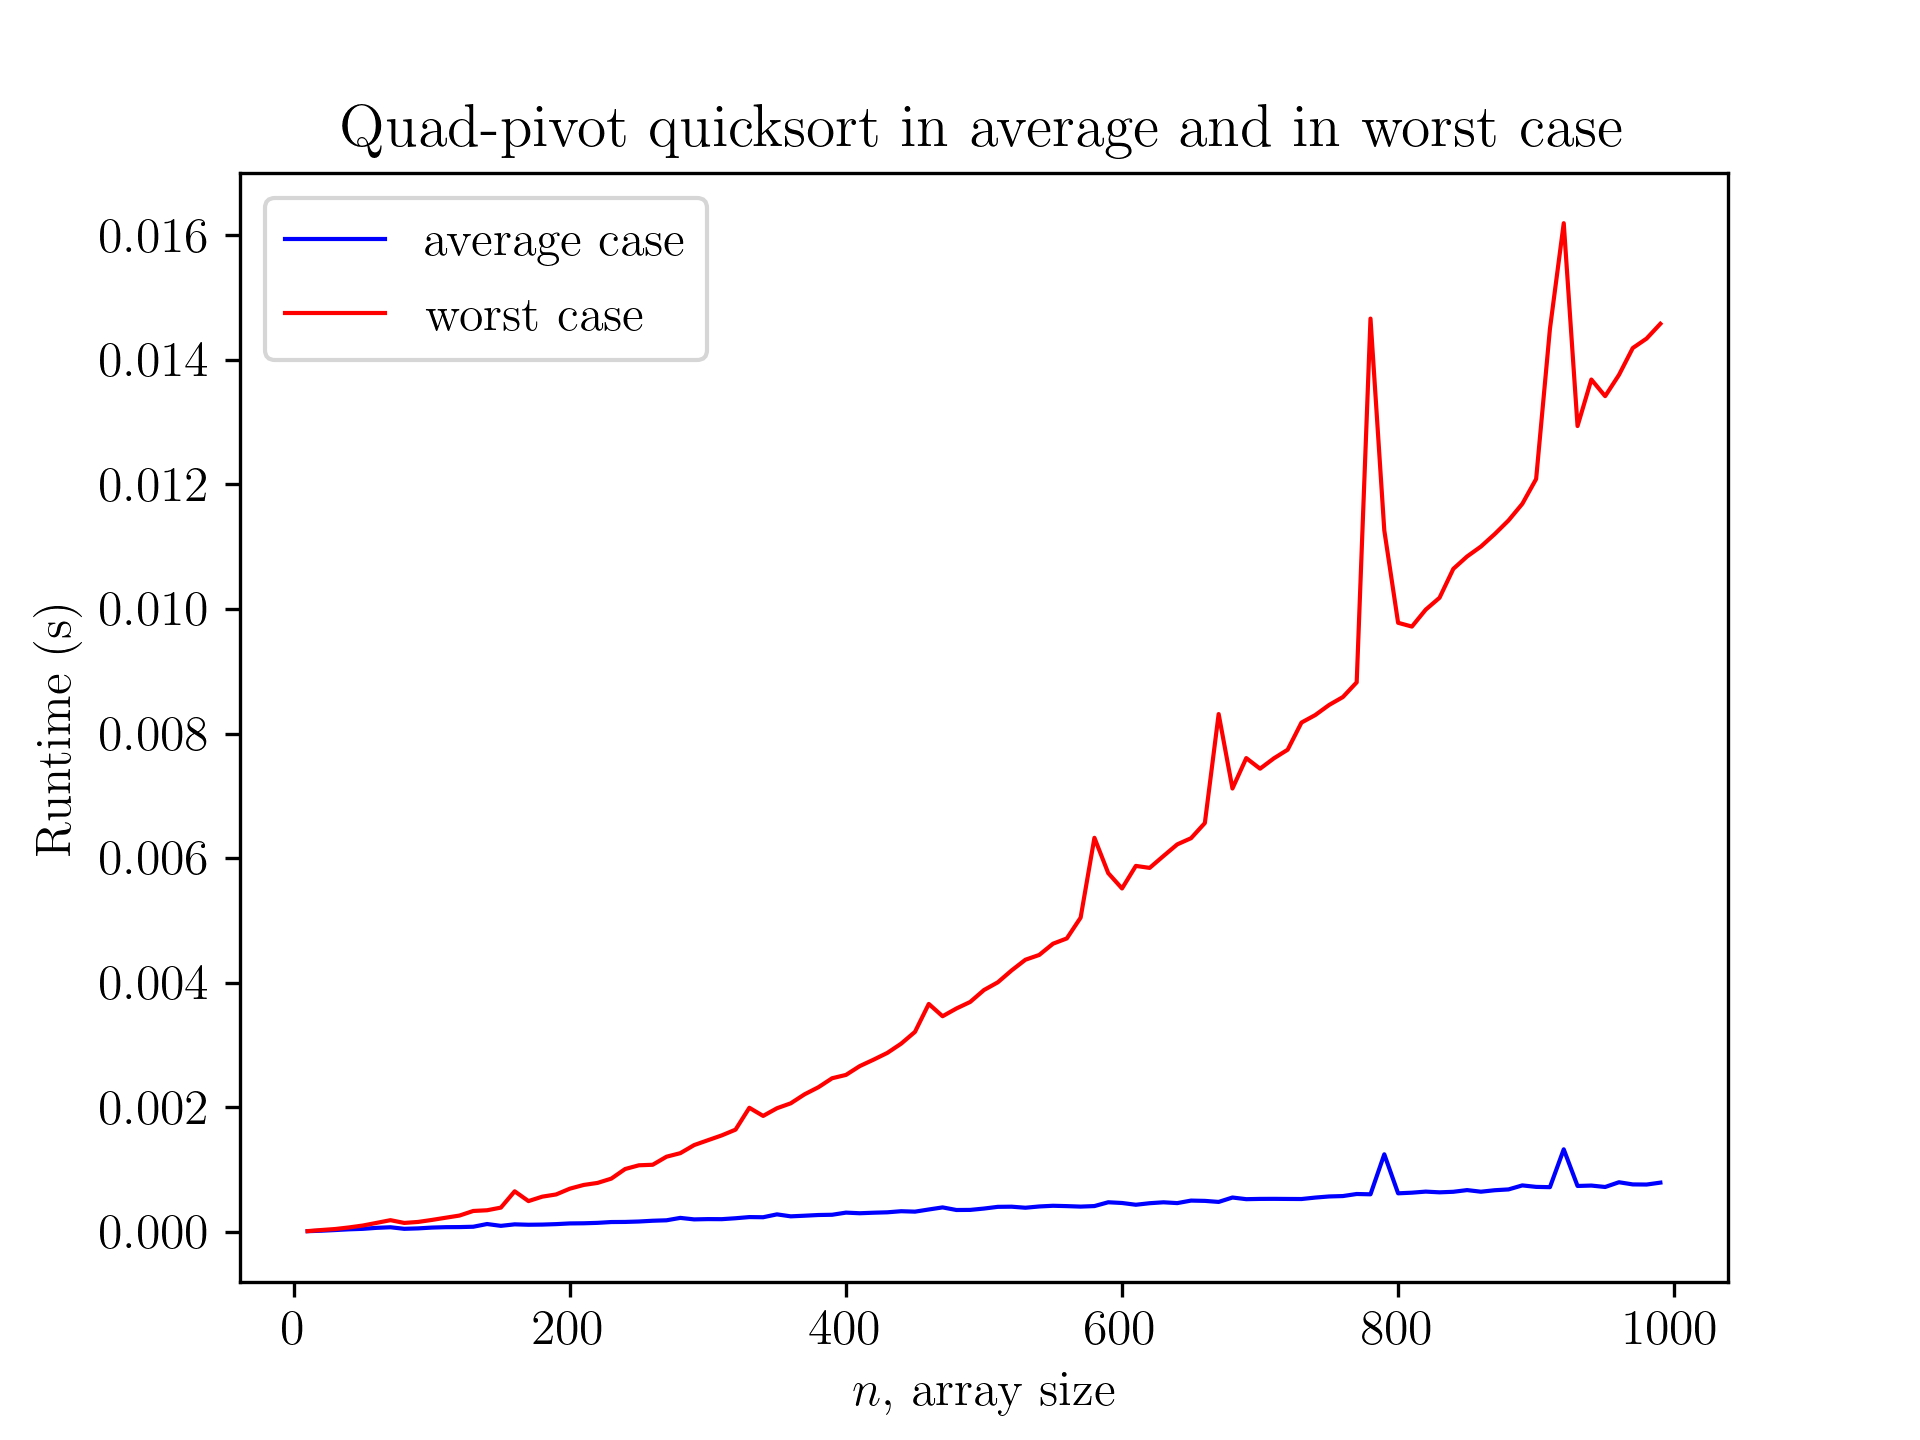 Quad-pivot quicksort in average and in worst case
average case
worst case
0.016
0.014
0.012
0.010
0.008
0.006
0.004
0.002
0.000
Runtime (s)
0 200 400 600 800 1000
n, array size